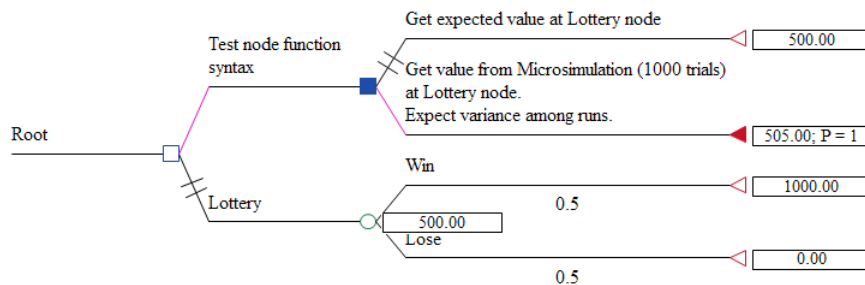 Get expected value at Lottery node
500.00
Test node function
syntax
Get value from Microsimulation (1000 trials)
at Lottery node.
Expect variance among runs.
505.00; P = 1
Root
Win
1000.00
0.5
Lottery
500.00
Lose
0.00
0.5